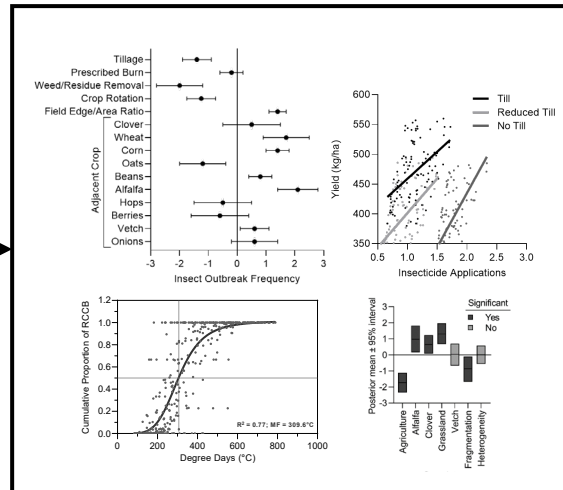 Tillage
Prescribed Burn
Weed/Residue Removal
Crop Rotation
Field Edge/Area Ratio
Clover
Wheat
Corn
Oats
Beans
Alfalfa
Hops
Berries
Vetch
Onions
Adjacent Crop
-3 -2 -1 0 1 2 3
Insect Outbreak Frequency
600
550
500
450
400
350
Yield (kg/ha)
Till
Reduced Till
No Till
0.5 1.0 1.5 2.0 2.5 3.0
Insecticide Applications
1.2
1.0
0.8
0.6
0.4
0.2
0.0
Cumulative Proportion of RCCB
R² = 0.77; MF = 309.6°C
0 200 400 600 800 1000
Degree Days (°C)
Significant
Yes
No
3
2
1
0
-1
-2
-3
Posterior mean ± 95% interval
Agriculture
Alfalfa
Clover
Grassland
Vetch
Fragmentation
Heterogeneity